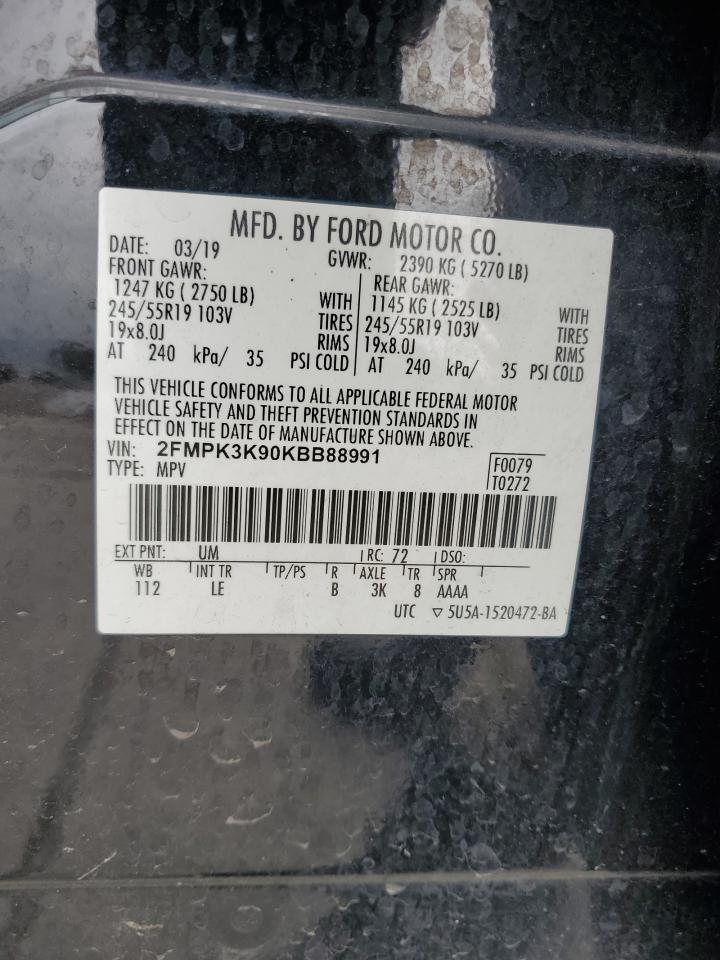 MFD. BY FORD MOTOR CO.
DATE: 03/19 GVWR: 2390 KG ( 5270 LB)
FRONT GAWR: REAR GAWR:
1247 KG ( 2750 LB) WITH 1145 KG ( 2525 LB) WITH
245/55R19 103V TIRES 245/55R19 103V TIRES
19x8.0J RIMS 19x8.0J RIMS
AT 240 kPa/ 35 PSI COLD AT 240 kPa/ 35 PSI COLD
THIS VEHICLE CONFORMS TO ALL APPLICABLE FEDERAL MOTOR
VEHICLE SAFETY AND THEFT PREVENTION STANDARDS IN
EFFECT ON THE DATE OF MANUFACTURE SHOWN ABOVE.
VIN: 2FMPK3K90KBB88991
TYPE: MPV F0079
T0272
EXT PNT: UM RC: 72 DSO:
WB INT TR TP/PS R AXLE TR SPR
112 LE B 3K 8 AAAA
UTC ▽ 5U5A-1520472-BA